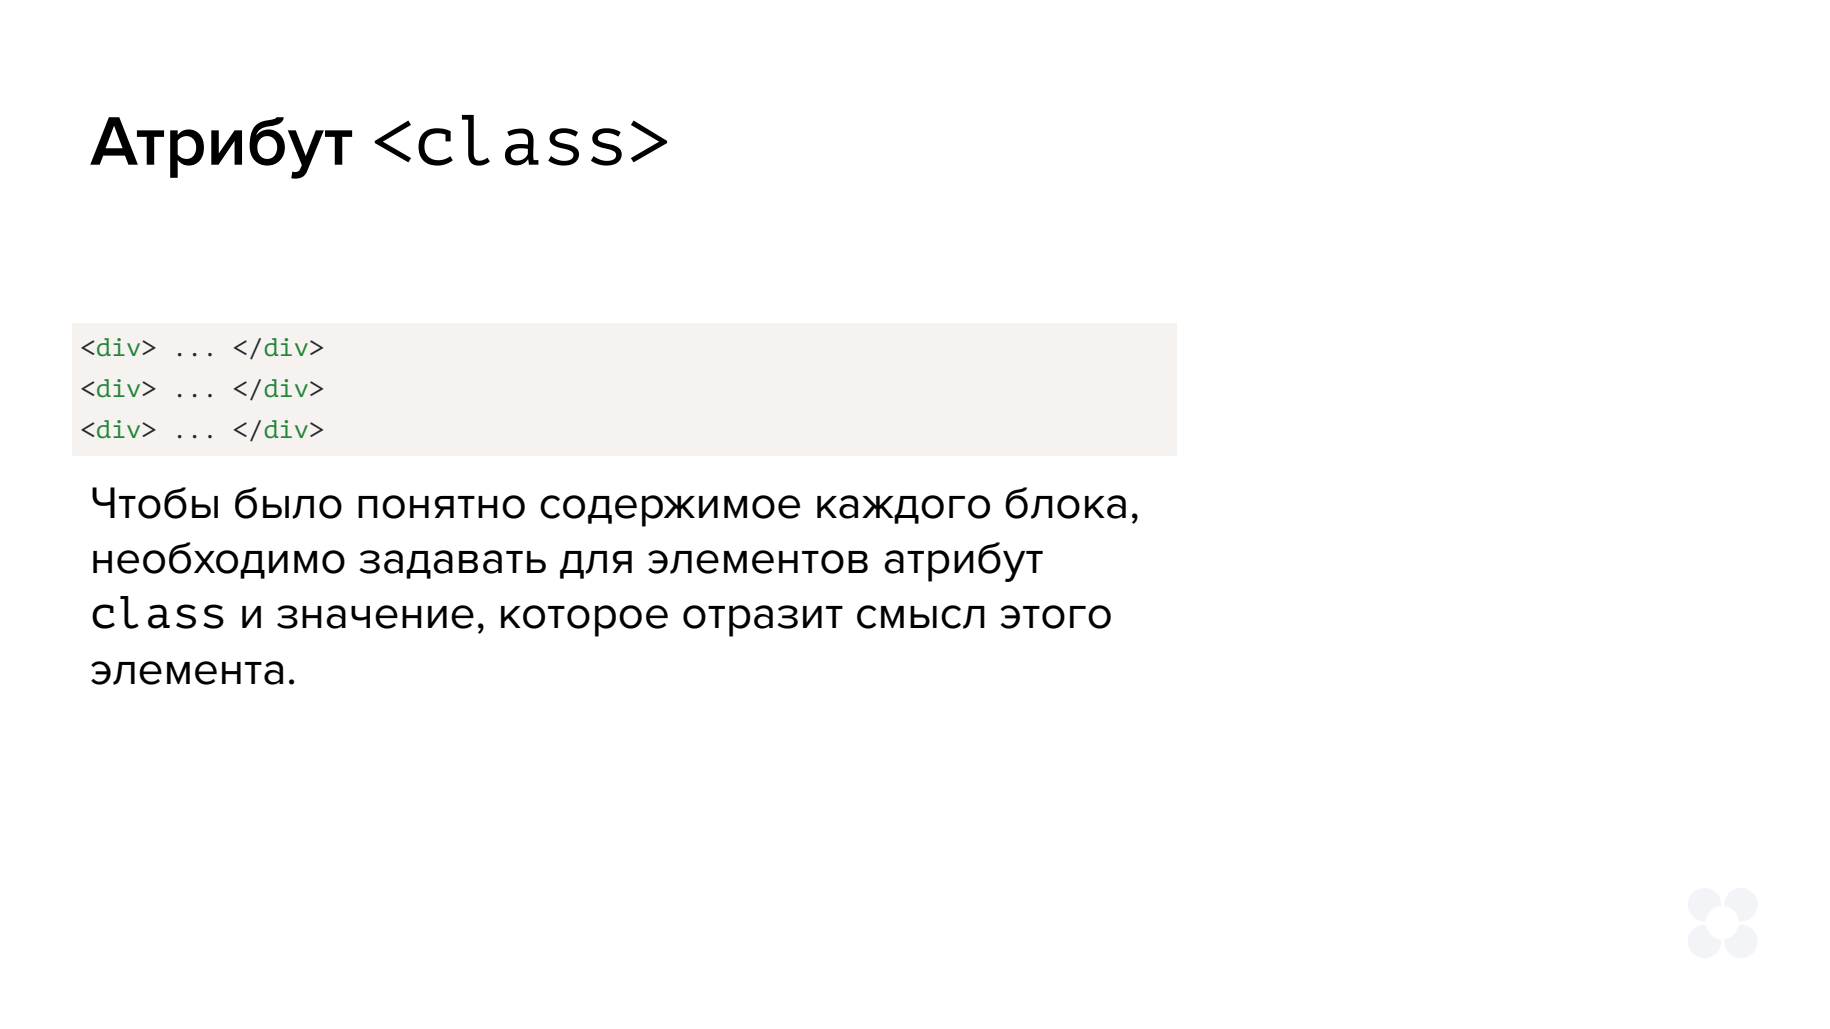 Атрибут <class>
<div> ... </div>
<div> ... </div>
<div> ... </div>
Чтобы было понятно содержимое каждого блока,
необходимо задавать для элементов атрибут
class и значение, которое отразит смысл этого
элемента.